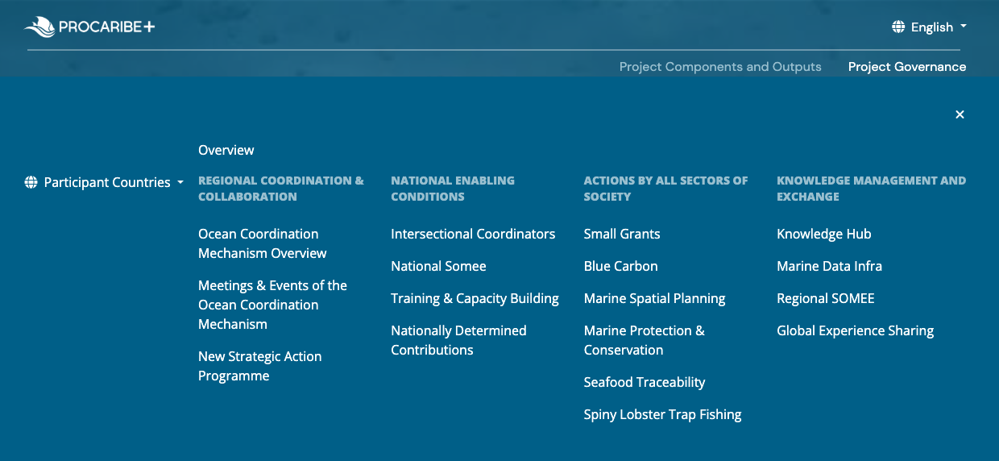 PROCARIBE+
English
Project Components and Outputs
Project Governance
Overview
Participant Countries
REGIONAL COORDINATION &
COLLABORATION
Ocean Coordination
Mechanism Overview
Meetings & Events of the
Ocean Coordination
Mechanism
New Strategic Action
Programme
NATIONAL ENABLING
CONDITIONS
Intersectional Coordinators
National Somee
Training & Capacity Building
Nationally Determined
Contributions
ACTIONS BY ALL SECTORS OF
SOCIETY
Small Grants
Blue Carbon
Marine Spatial Planning
Marine Protection &
Conservation
Seafood Traceability
Spiny Lobster Trap Fishing
KNOWLEDGE MANAGEMENT AND
EXCHANGE
Knowledge Hub
Marine Data Infra
Regional SOMEE
Global Experience Sharing